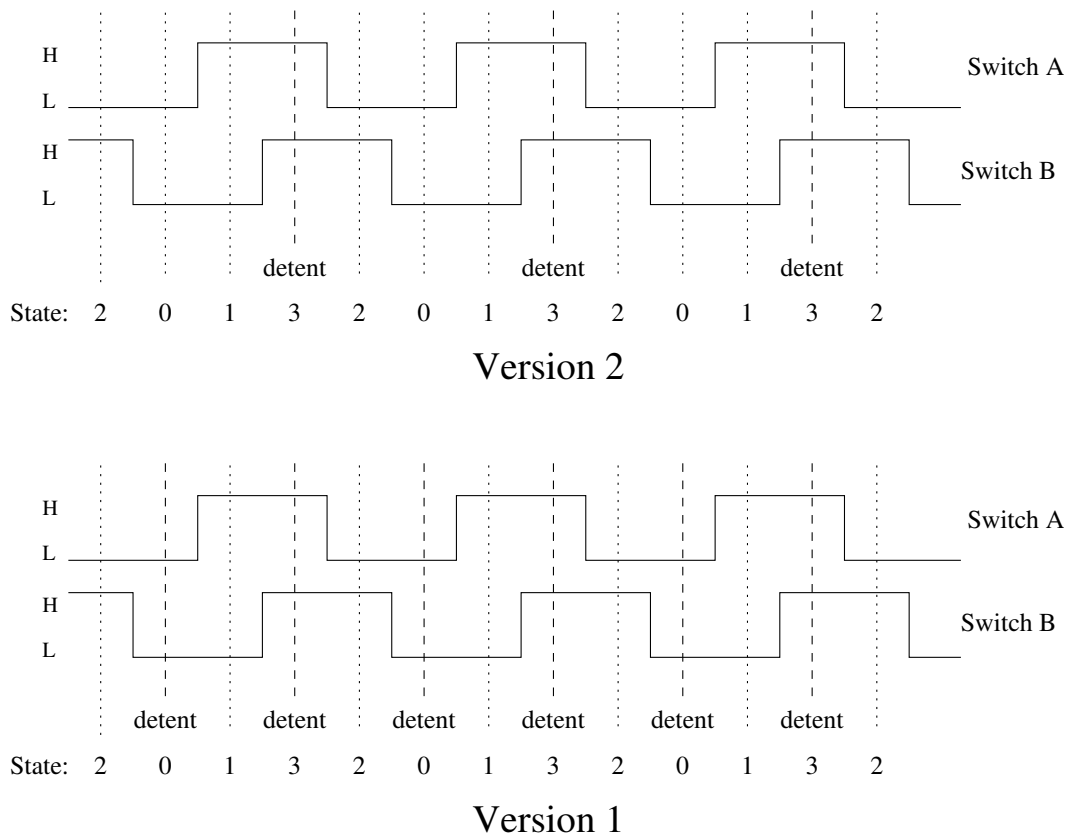 H
Switch A
L
H
Switch B
L
detent detent detent
State: 2 0 1 3 2 0 1 3 2 0 1 3 2
Version 2
H
Switch A
L
H
Switch B
L
detent detent detent detent detent detent
State: 2 0 1 3 2 0 1 3 2 0 1 3 2
Version 1